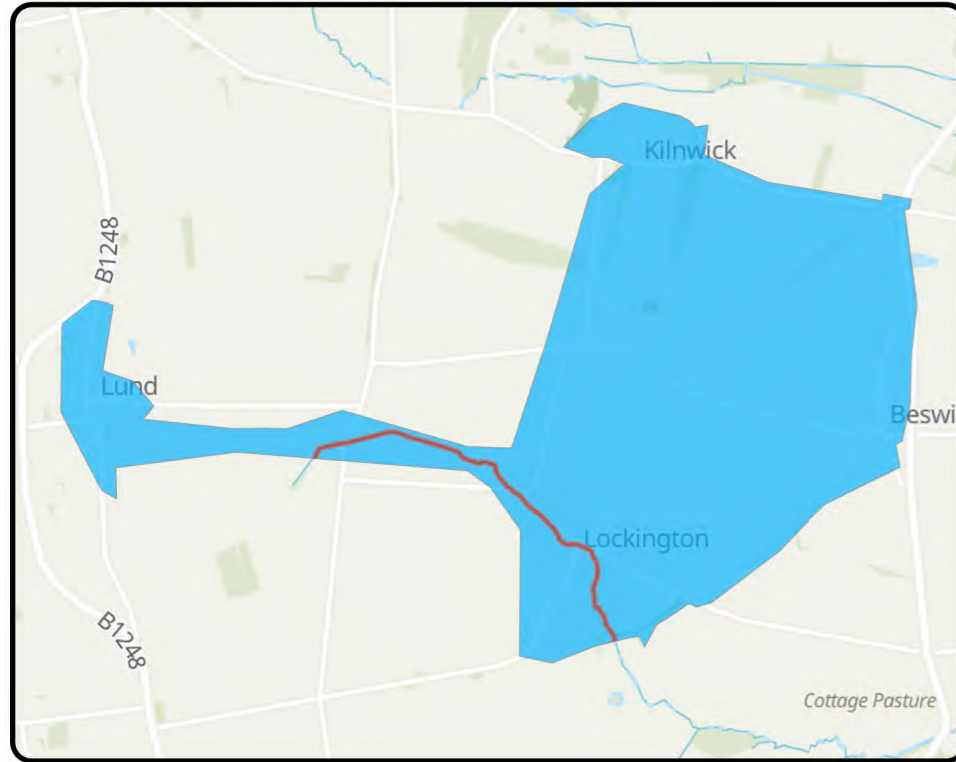 Kilnwick
B1248
Lund
Beswi
Lockington
B1248
Cottage Pasture